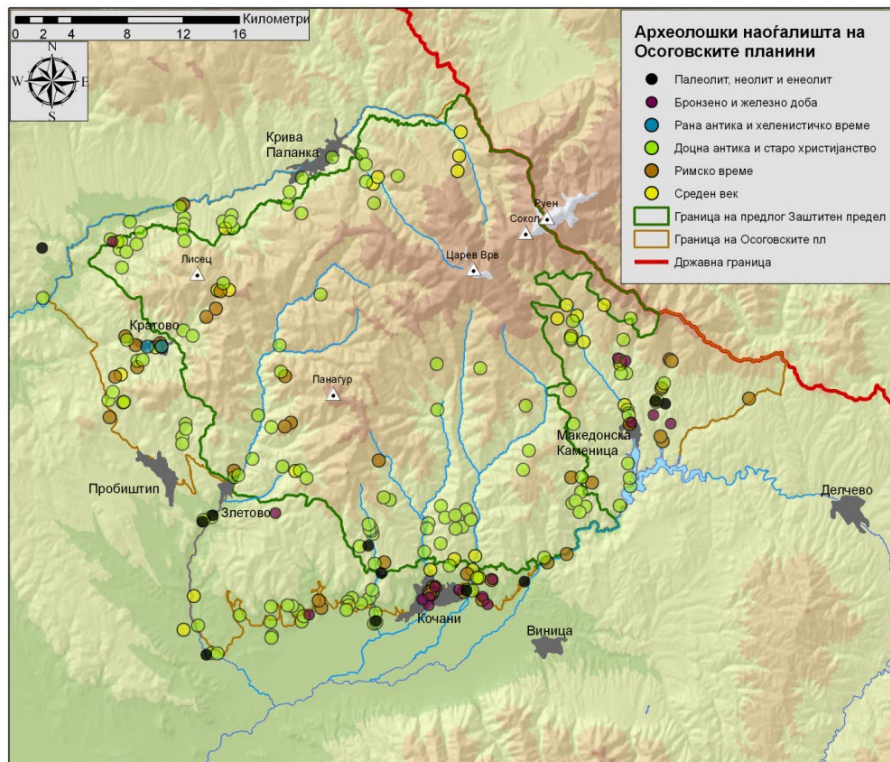 Километри
0 2 4 8 12 16
N
W E
S
Археолошки наоѓалишта на
Осоговските планини
Палеолит, неолит и енеолит
Бронзено и железно доба
Рана антика и хеленистичко време
Доцна антика и старо христијанство
Римско време
Среден век
Граница на предлог Заштитен предел
Граница на Осоговските пл
Државна граница
Крива
Паланка
Руен
Сокол
Царев Врв
Лисец
Кратово
Панаѓур
Македонска
Каменица
Пробиштип
Злетово
Делчево
Кочани
Виница